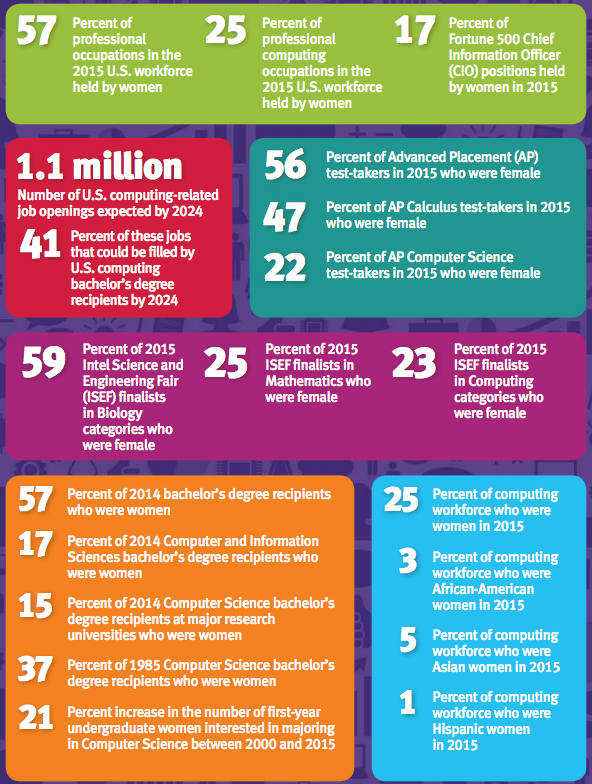 57
Percent of
professional
occupations in the
2015 U.S. workforce
held by women
25
Percent of
professional
computing
occupations in the
2015 U.S. workforce
held by women
17
Percent of
Fortune 500 Chief
Information Officer
(CIO) positions held
by women in 2015
1.1 million
Number of U.S. computing-related
job openings expected by 2024
41
Percent of these jobs
that could be filled by
U.S. computing
bachelor's degree
recipients by 2024
56
Percent of Advanced Placement (AP)
test-takers in 2015 who were female
47
Percent of AP Calculus test-takers in 2015
who were female
22
Percent of AP Computer Science
test-takers in 2015 who were female
59
Percent of 2015
Intel Science and
Engineering Fair
(ISEF) finalists
in Biology
categories who
were female
25
Percent of 2015
ISEF finalists in
Mathematics who
were female
23
Percent of 2015
ISEF finalists
in Computing
categories who
were female
57
Percent of 2014 bachelor's degree recipients
who were women
17
Percent of 2014 Computer and Information
Sciences bachelor's degree recipients who
were women
15
Percent of 2014 Computer Science bachelor's
degree recipients at major research
universities who were women
37
Percent of 1985 Computer Science bachelor's
degree recipients who were women
21
Percent increase in the number of first-year
undergraduate women interested in majoring
in Computer Science between 2000 and 2015
25
Percent of computing
workforce who were
women in 2015
3
Percent of computing
workforce who were
African-American
women in 2015
5
Percent of computing
workforce who were
Asian women in 2015
1
Percent of computing
workforce who were
Hispanic women
in 2015